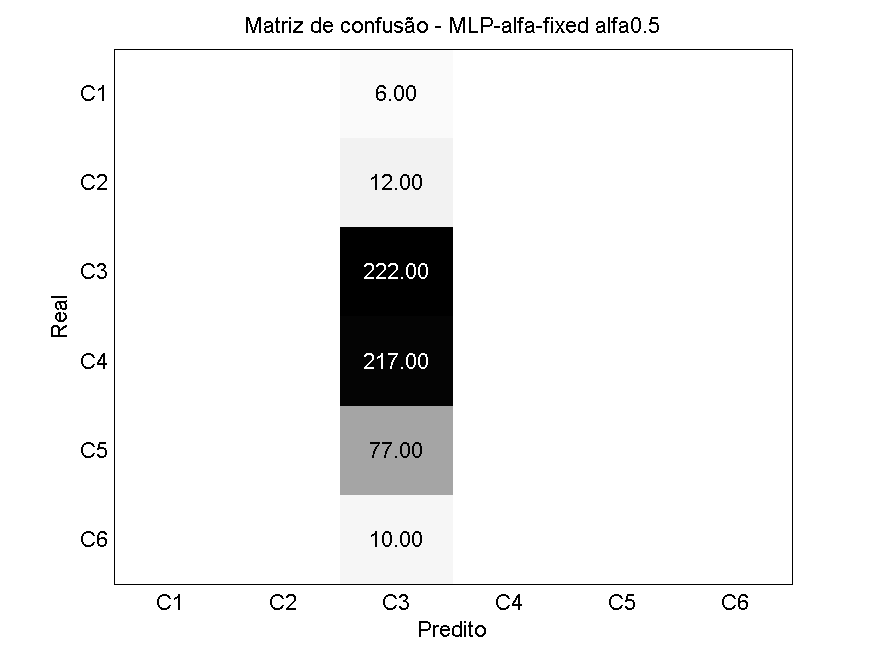 Matriz de confusão - MLP-alfa-fixed alfa0.5
C1 6.00
C2 12.00
C3 222.00
Real
C4 217.00
C5 77.00
C6 10.00
C1 C2 C3 C4 C5 C6
Predito